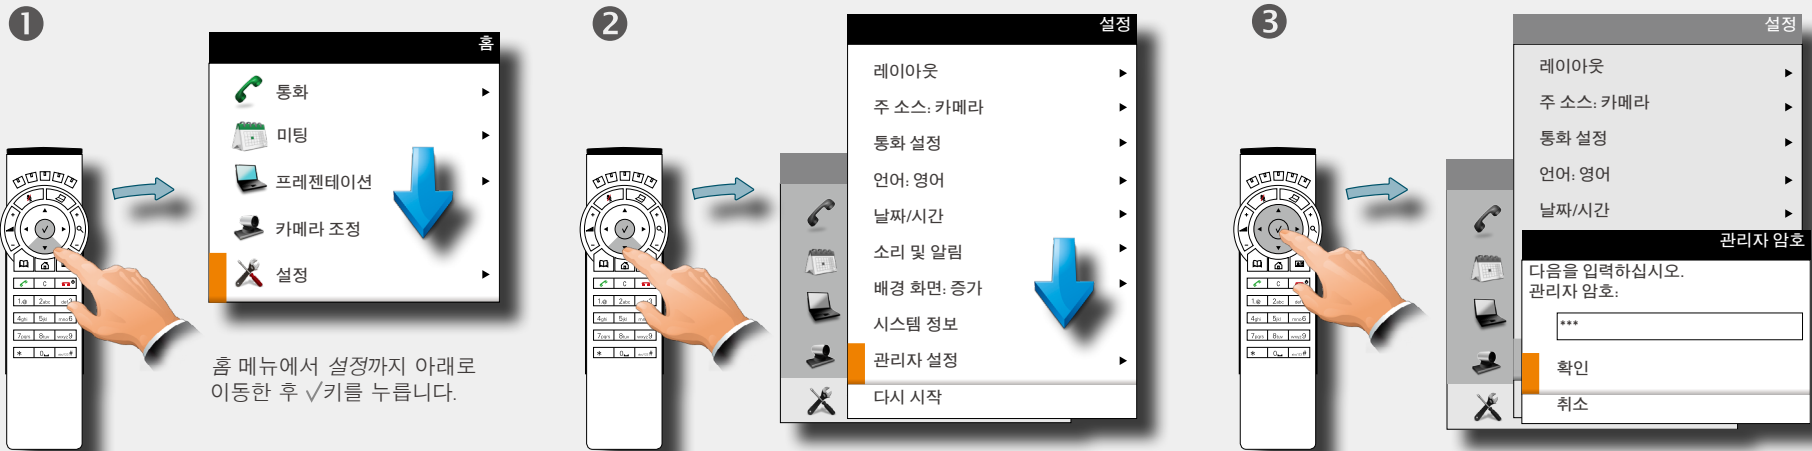 1
홈
통화
미팅
프레젠테이션
카메라 조정
설정
홈 메뉴에서 설정까지 아래로
이동한 후 √키를 누릅니다.
2
설정
레이아웃
주 소스: 카메라
통화 설정
언어: 영어
날짜/시간
소리 및 알림
배경 화면: 증가
시스템 정보
관리자 설정
다시 시작
3
설정
레이아웃
주 소스: 카메라
통화 설정
언어: 영어
날짜/시간
관리자 암호
다음을 입력하십시오.
관리자 암호:
***
확인
취소